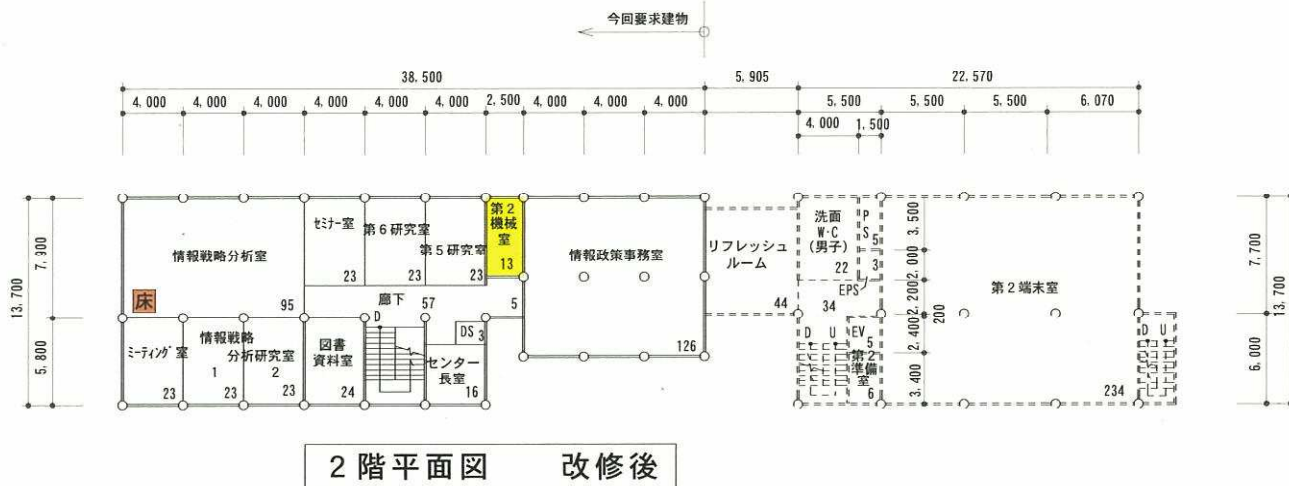 今回要求建物
38.500
5,905
22,570
4,000
4,000
4,000
4,000
4,000
4,000
2,500
4,000
4,000
4,000
5,500
5,500
5,500
6,070
4,000
1,500
13,700
7,900
5,800
情報戦略分析室
95
床
セミナー室
23
第6研究室
23
第5研究室
23
第2
機械
室
13
情報政策事務室
126
廊下
57
5
D
DS
3
センター
長室
16
ミーティング室
23
情報戦略
分析研究室
1
2
23
23
図書
資料室
24
リフレッシュ
ルーム
44
洗面
W・C
(男子)
22
P
S
5
3
EPS
34
D
U
EV
5
第2
準備
室
6
3,500
2,000
2,200
200
2,400
3,400
第2端末室
234
D
U
7,700
6,000
13,700
2階平面図 改修後